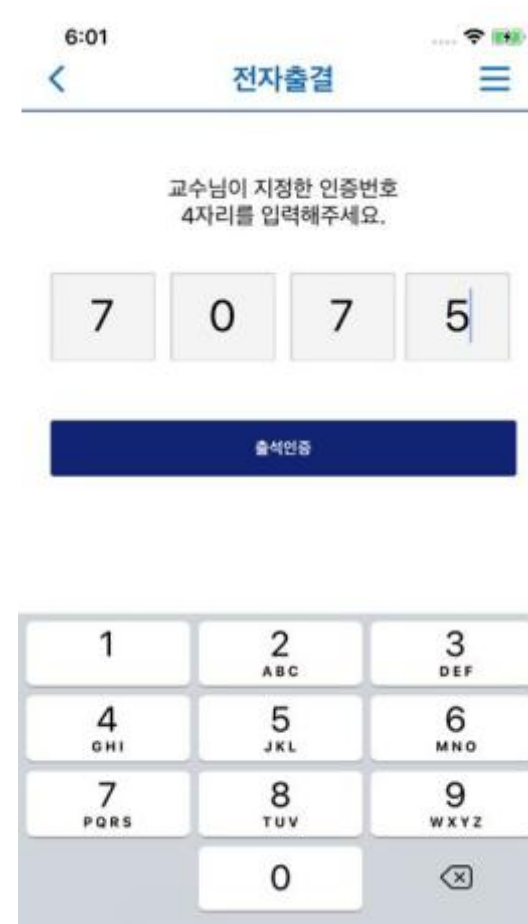 6:01
전자출결
교수님이 지정한 인증번호
4자리를 입력해주세요.
7 0 7 5
출석인증
1 2 3
ABC DEF
4 5 6
GHI JKL MNO
7 8 9
PQRS TUV WXYZ
0